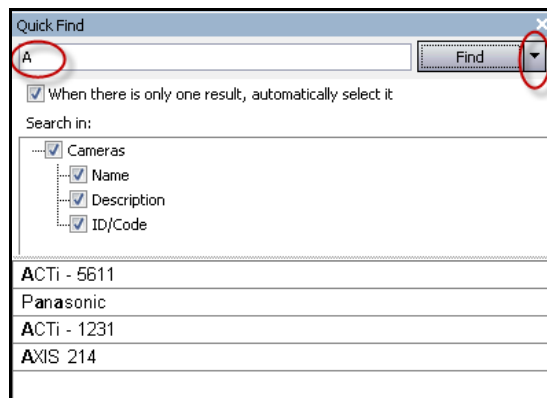 Quick Find
A
Find
When there is only one result, automatically select it
Search in:
Cameras
Name
Description
ID/Code
ACTi - 5611
Panasonic
ACTi - 1231
AXIS 214